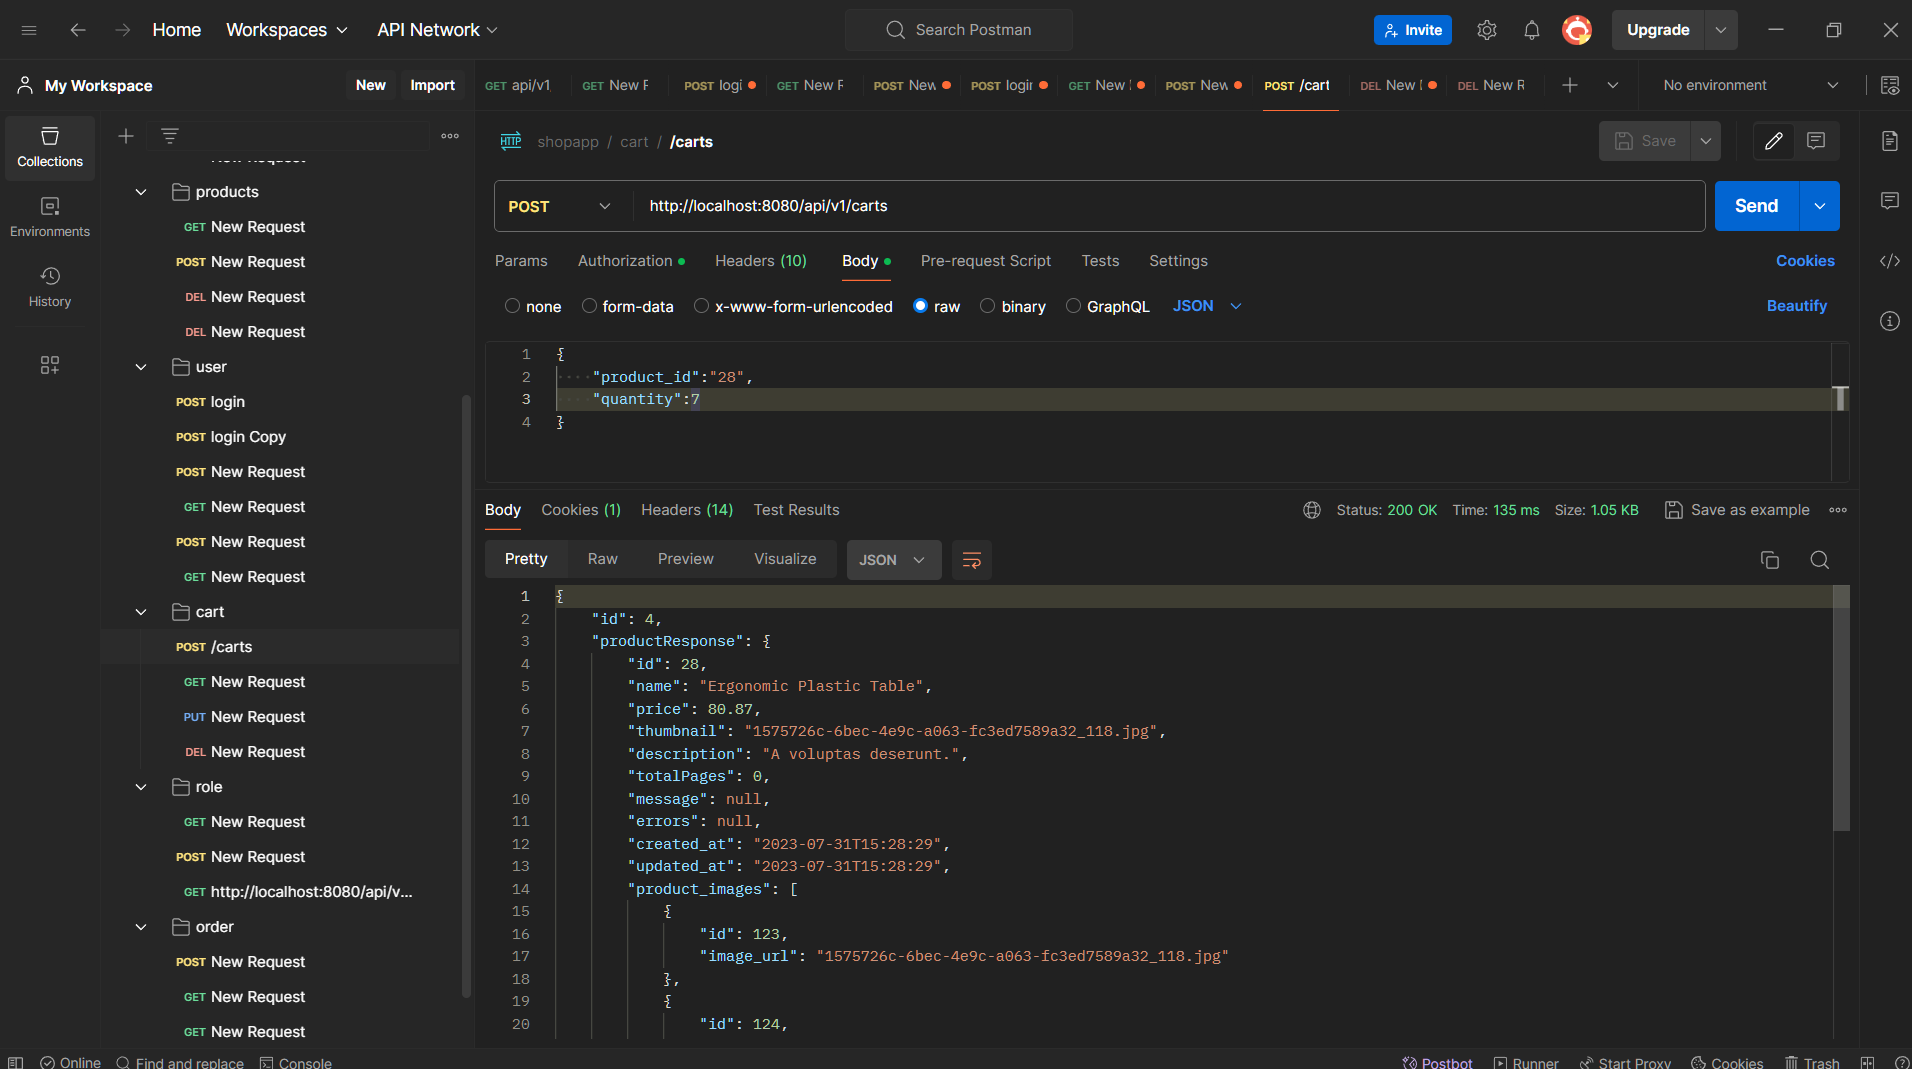 Home Workspaces API Network Search Postman Invite Upgrade
My Workspace New Import
GET api/v1 GET New POST logi GET New POST New POST login GET New POST New POST /cart DEL New DEL New No environment
Collections
Environments
History
New Request
products
GET New Request
POST New Request
DEL New Request
DEL New Request
user
POST login
POST login Copy
POST New Request
GET New Request
POST New Request
GET New Request
cart
POST /carts
GET New Request
PUT New Request
DEL New Request
role
GET New Request
POST New Request
GET http://localhost:8080/api/v...
order
POST New Request
GET New Request
GET New Request
HTTP shopapp / cart / /carts Save
POST http://localhost:8080/api/v1/carts Send
Params Authorization Headers (10) Body Pre-request Script Tests Settings Cookies
none form-data x-www-form-urlencoded raw binary GraphQL JSON Beautify
1 {
2 "product_id":"28",
3 "quantity":7
4 }
Body Cookies (1) Headers (14) Test Results Status: 200 OK Time: 135 ms Size: 1.05 KB Save as example
Pretty Raw Preview Visualize JSON
1 {
2 "id": 4,
3 "productResponse": {
4 "id": 28,
5 "name": "Ergonomic Plastic Table",
6 "price": 80.87,
7 "thumbnail": "1575726c-6bec-4e9c-a063-fc3ed7589a32_118.jpg",
8 "description": "A voluptas deserunt.",
9 "totalPages": 0,
10 "message": null,
11 "errors": null,
12 "created_at": "2023-07-31T15:28:29",
13 "updated_at": "2023-07-31T15:28:29",
14 "product_images": [
15 {
16 "id": 123,
17 "image_url": "1575726c-6bec-4e9c-a063-fc3ed7589a32_118.jpg"
18 },
19 {
20 "id": 124,
Online Find and replace Console Postbot Runner Start Proxy Cookies Trash